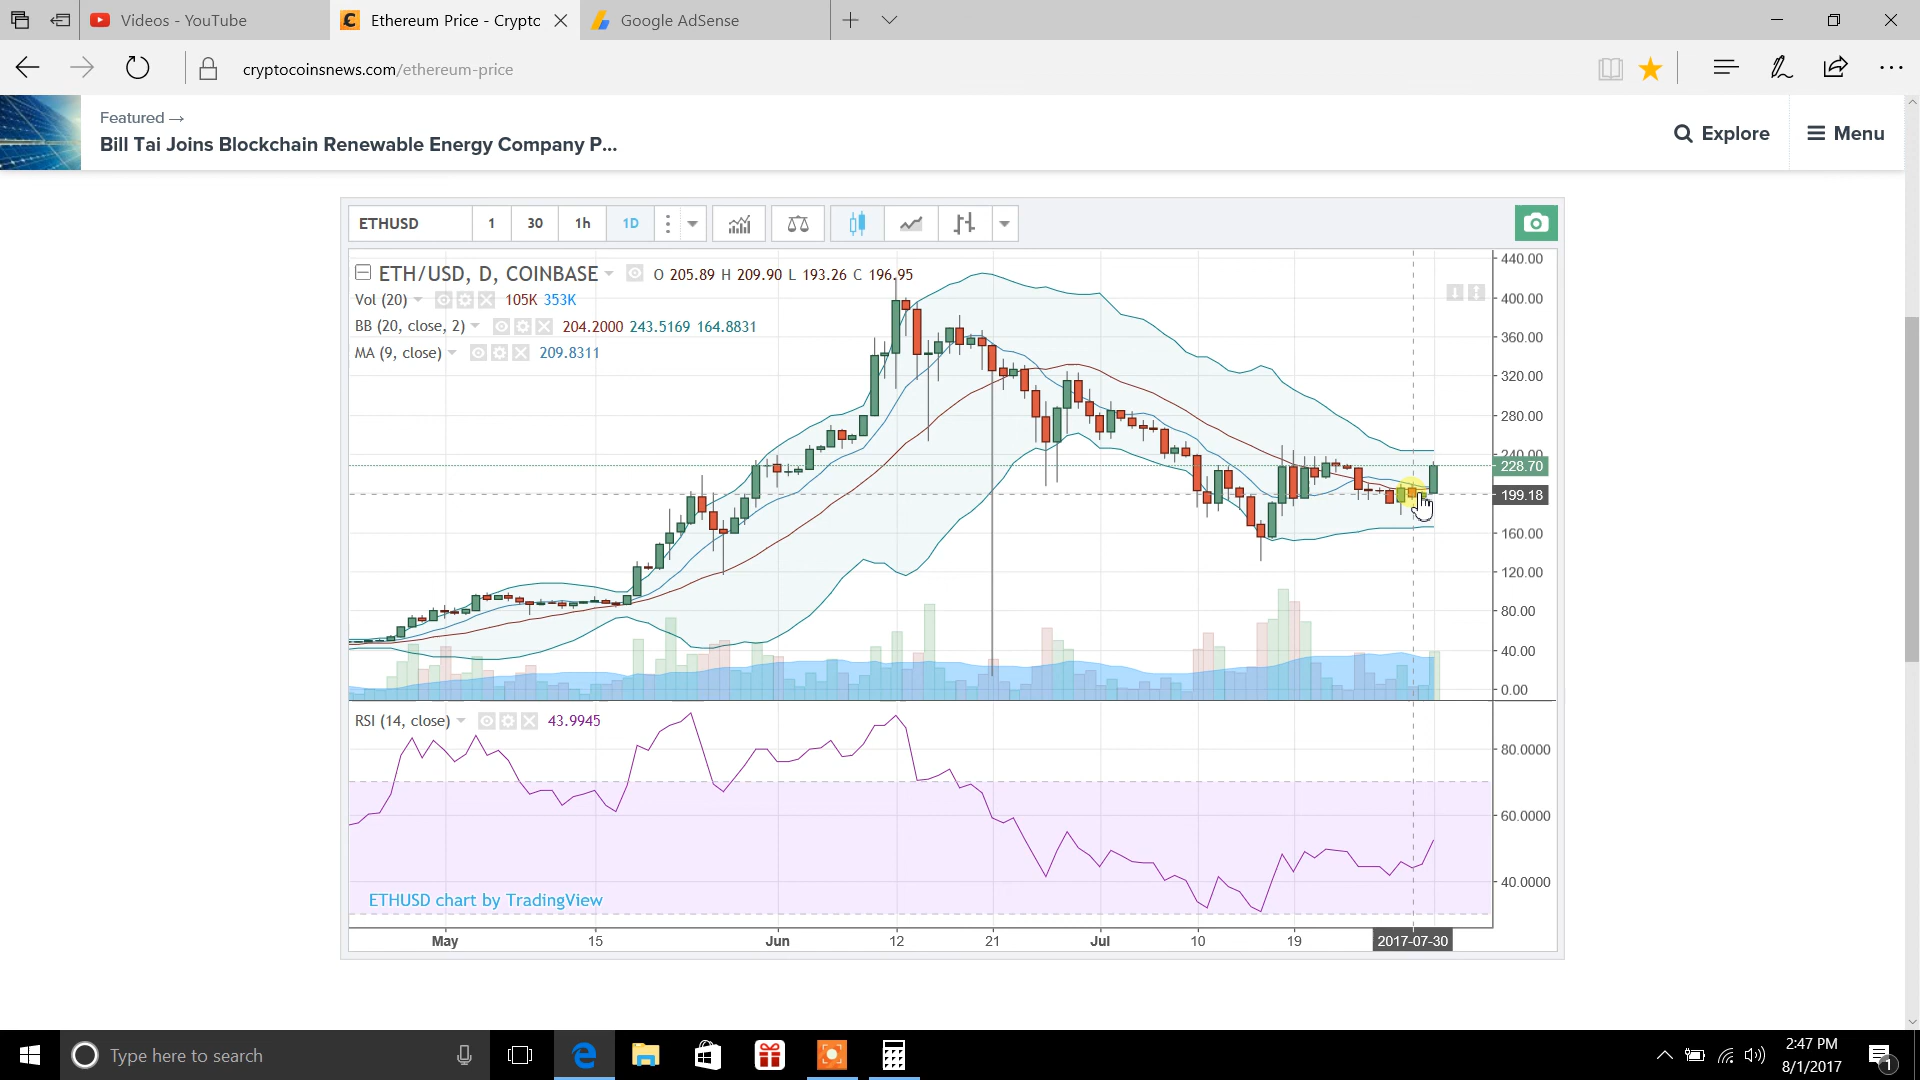 Videos - YouTube
Ethereum Price - Crypto
Google AdSense
cryptocoinsnews.com/ethereum-price
Featured →
Bill Tai Joins Blockchain Renewable Energy Company P...
Explore
Menu
ETHUSD 1 30 1h 1D
ETH/USD, D, COINBASE O 205.89 H 209.90 L 193.26 C 196.95
Vol (20) 105K 353K
BB (20, close, 2) 204.2000 243.5169 164.8831
MA (9, close) 209.8311
440.00
400.00
360.00
320.00
280.00
240.00
228.70
199.18
160.00
120.00
80.00
40.00
0.00
RSI (14, close) 43.9945
80.0000
60.0000
40.0000
ETHUSD chart by TradingView
May 15 Jun 12 21 Jul 10 19 2017-07-30
Type here to search
2:47 PM
8/1/2017
1